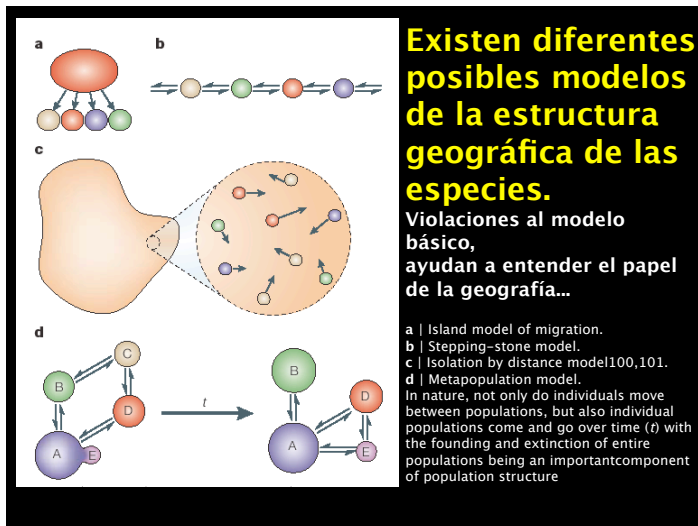 a
b
c
d
B
C
D
A
E
t
B
D
A
E
Existen diferentes
posibles modelos
de la estructura
geográfica de las
especies.
Violaciones al modelo
básico,
ayudan a entender el papel
de la geografía...
a | Island model of migration.
b | Stepping-stone model.
c | Isolation by distance model100,101.
d | Metapopulation model.
In nature, not only do individuals move
between populations, but also individual
populations come and go over time (t) with
the founding and extinction of entire
populations being an importantcomponent
of population structure